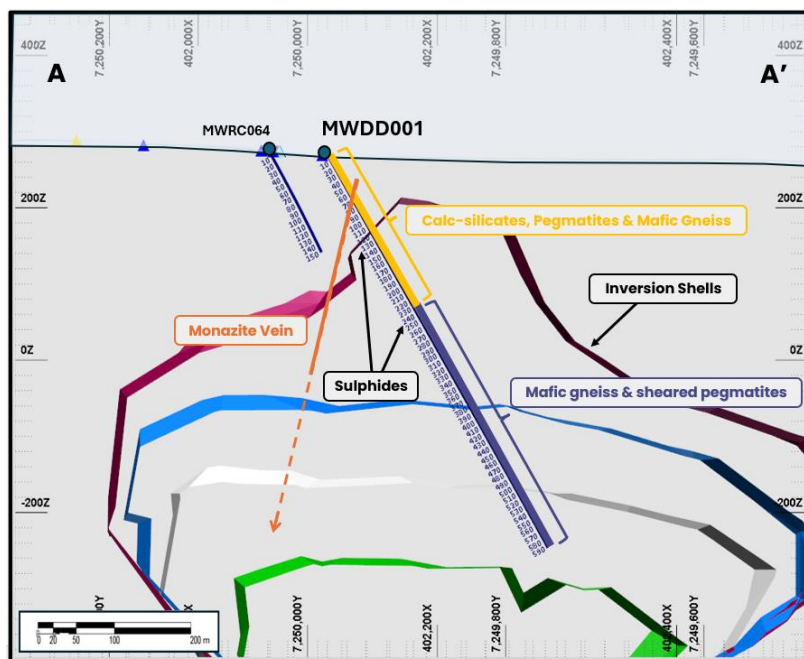 400Z
7,250,200Y
402,000X
7,250,000Y
402,200X
7,249,800Y
402,400X
7,249,600Y
400Z
A
A'
MWRC064
MWDD001
200Z
200Z
Calc-silicates, Pegmatites & Mafic Gneiss
Inversion Shells
Monazite Vein
0Z
0Z
Sulphides
Mafic gneiss & sheared pegmatites
-200Z
-200Z
7,250,000Y
402,200X
7,249,800Y
402,400X
7,249,600Y
0 20 50 100 200 m